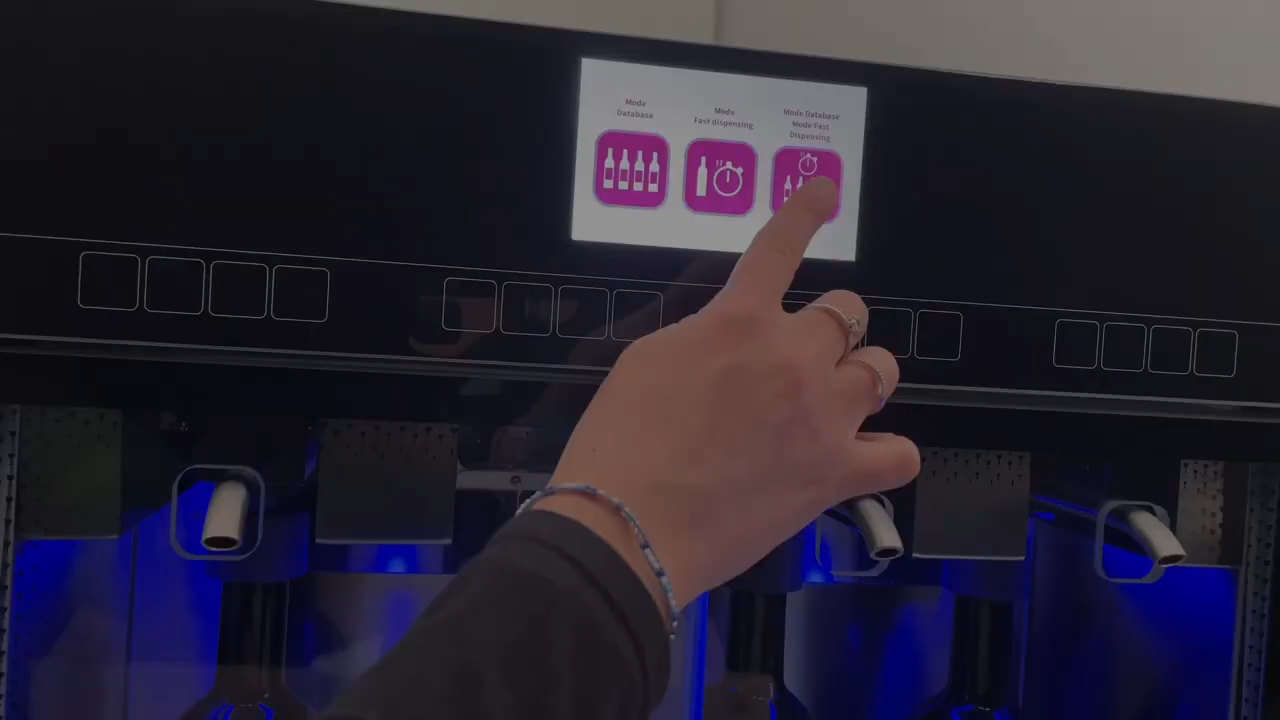 Mode
Database
Mode
Fast dispensing
Mode Database
Mode Fast
Dispensing